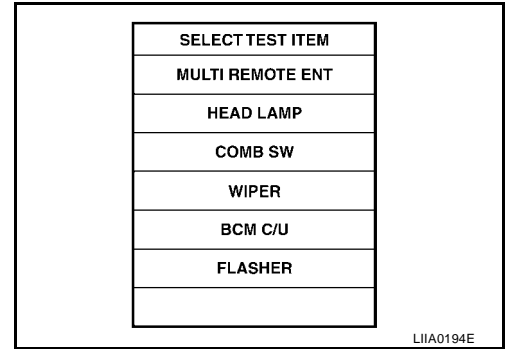 SELECT TEST ITEM
MULTI REMOTE ENT
HEAD LAMP
COMB SW
WIPER
BCM C/U
FLASHER
LIIA0194E